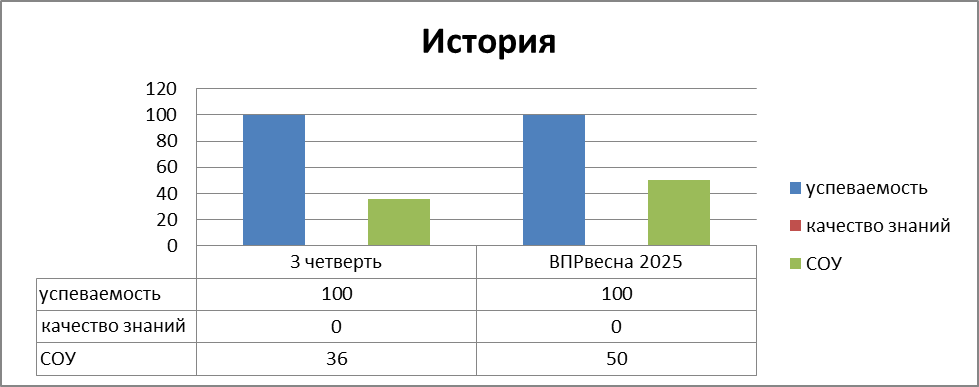 История
120
100
80
60
40
20
0
3 четверть ВПРвесна 2025
успеваемость 100 100
качество знаний 0 0
СОУ 36 50
успеваемость
качество знаний
СОУ